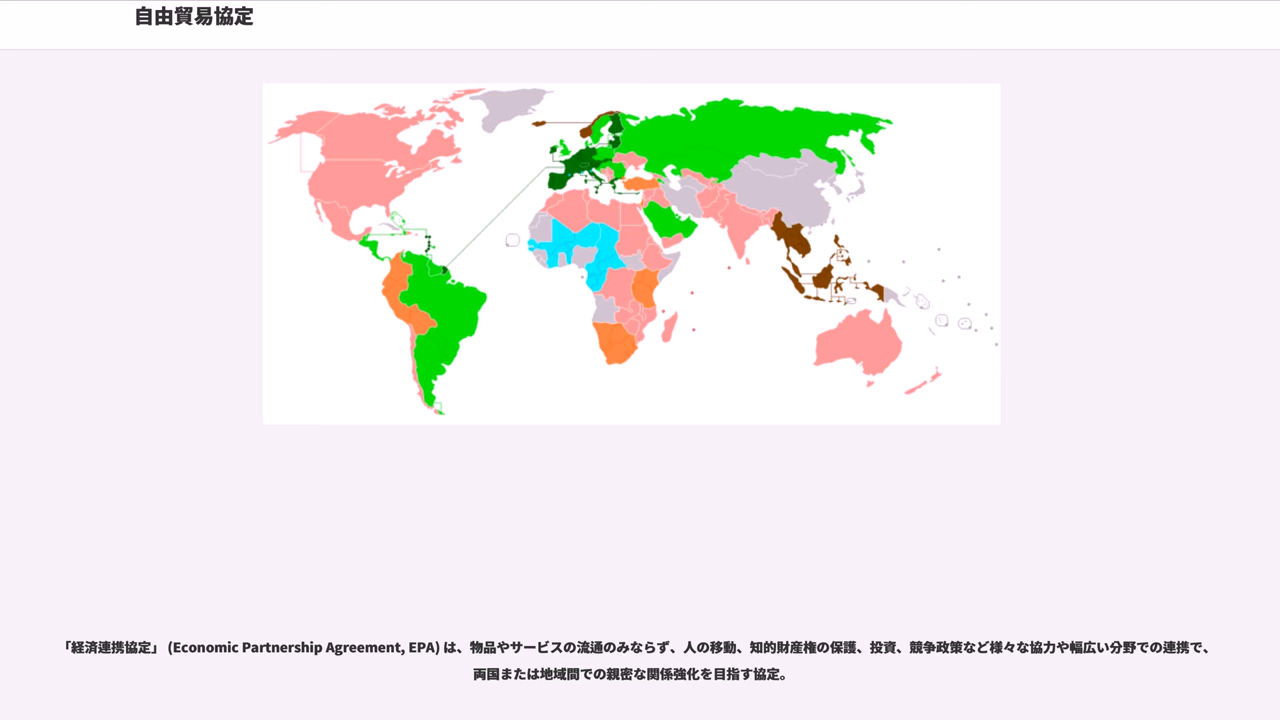 自由貿易協定
「経済連携協定」 (Economic Partnership Agreement, EPA) は、物品やサービスの流通のみならず、人の移動、知的財産権の保護、投資、競争政策など様々な協力や幅広い分野での連携で、
両国または地域間での親密な関係強化を目指す協定。